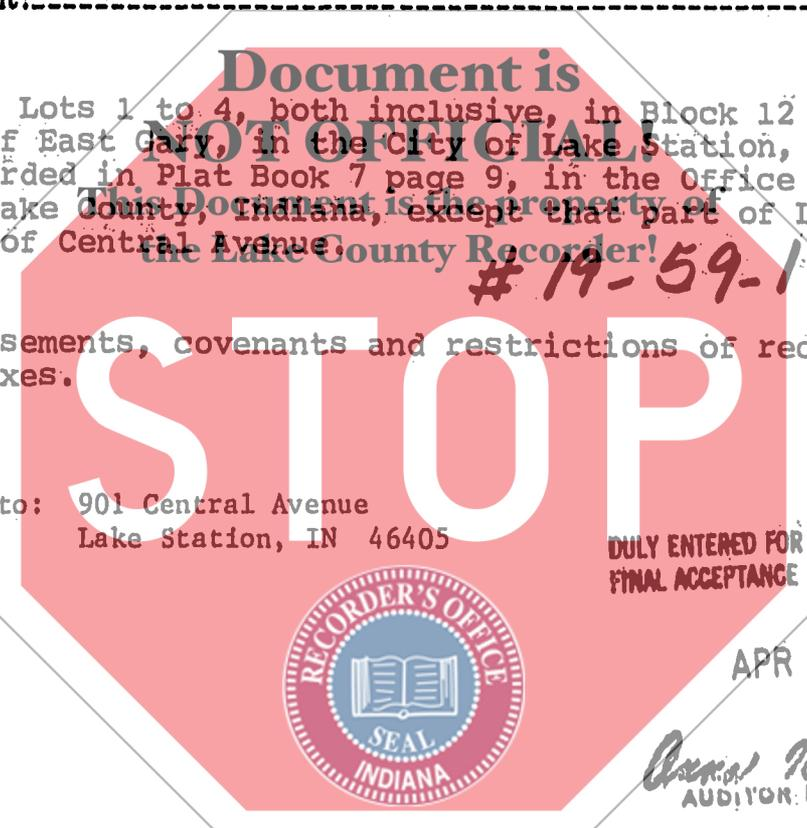 Document is
Lots 1 to 4, both inclusive, in Block 12
NOT OFFICIAL!
f East Gary, in the City of Lake Station,
rded in Plat Book 7 page 9, in the Office
This Document is the property of
ake County, Indiana, except that part of
the Lake County Recorder!
of Central Avenue.
# 19-59-1
sements, covenants and restrictions of rec
xes.
STOP
to: 901 Central Avenue
Lake Station, IN 46405
DULY ENTERED FOR
FINAL ACCEPTANCE
RECORDER'S OFFICE
SEAL
INDIANA
APR
AUDITOR